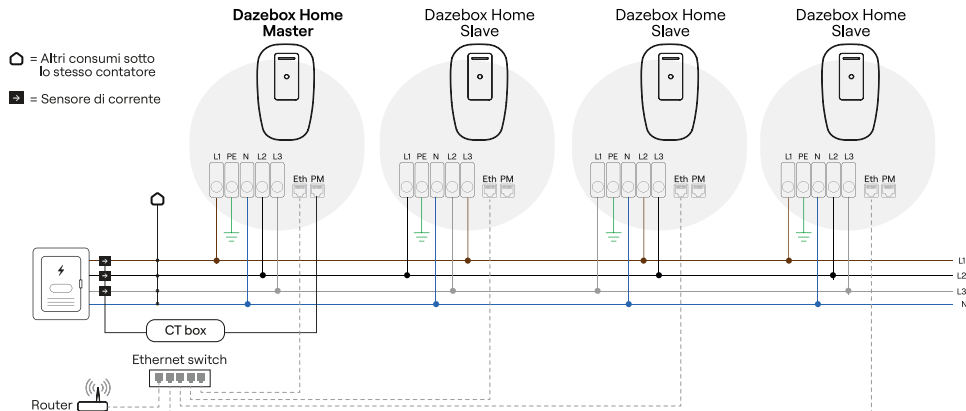 Dazebox Home
Master
Dazebox Home
Slave
Dazebox Home
Slave
Dazebox Home
Slave
= Altri consumi sotto
lo stesso contatore
= Sensore di corrente
L1 PE N L2 L3
Eth PM
L1 PE N L2 L3
Eth PM
L1 PE N L2 L3
Eth PM
L1 PE N L2 L3
Eth PM
L1
L2
L3
N
CT box
Ethernet switch
Router